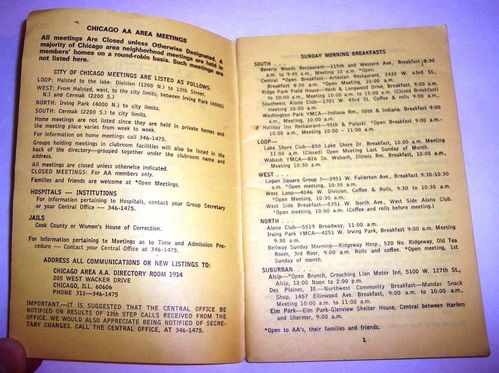 CHICAGO AA AREA MEETINGS
All meetings Are Closed unless Otherwise Designated. A
majority of Chicago area neighborhood meetings are held in
members' homes on a round-robin basis. Such meetings are
not listed here.
CITY OF CHICAGO MEETINGS ARE LISTED AS FOLLOWS:
LOOP: Halsted to the lake. Division (1200 N.) to 12th Street.
WEST: From Halsted, west, to the city limits, between Irving Park (4000
N.) and Cermak (2200 S.).
NORTH: Irving Park (4000 N.) to city limits.
SOUTH: Cermak (2200 S.) to city limits.
Home meetings are not listed since they are held in private homes and
the meeting place varies from week to week.
For information on home meetings call 346-1475.
Groups holding meetings in clubroom facilities will also be listed in the
back of the directory—grouped together under the clubroom name and
address.
All meetings are closed unless otherwise indicated.
CLOSED MEETINGS: For AA members only.
Families and friends are welcome at *Open Meetings.
HOSPITALS — INSTITUTIONS
For information pertaining to Hospitals, contact your Group Secretary
or your Central Office — 346-1475.
JAILS
Cook County or Women's House of Correction.
For Information pertaining to Meetings as to Time and Admission Proce-
dure — Contact your Central Office at 346-1475.
ADDRESS ALL COMMUNICATIONS OR NEW LISTINGS TO:
CHICAGO AREA A.A. DIRECTORY ROOM 1914
205 WEST WACKER DRIVE
CHICAGO, ILL. 60606
PHONE 312—346-1475
IMPORTANT.—IT IS SUGGESTED THAT THE CENTRAL OFFICE BE
NOTIFIED ON RESULTS OF 12th STEP CALLS RECEIVED FROM THE
OFFICE. WE WOULD ALSO APPRECIATE BEING NOTIFIED OF SECRE-
TARY CHANGES. CALL THE CENTRAL OFFICE, AT 346-1475.
SUNDAY MORNING BREAKFASTS
SOUTH . . .
Beverly Woods Restaurant—115th and Western Ave., Breakfast (8:30
a.m. to 9:45 a.m., Meeting 10 a.m. *Open.
Central "Open Breakfast — Artesian Restaurant, 2432 W. 63rd St.,
Breakfast 8:30 a.m. *Open meeting, 10:30 a.m.
Ridge Park Field House—96th & Longwood Drive, Breakfast
a.m. to 10:00 a.m., Meeting 10 to 11:00 a.m. (Closed Breakfast)
Southwest Alano Club—1701 W. 63rd St., Coffee & rolls, 9:00 a.m.
meeting 10:30 a.m.
Washington Park YMCA—Indiana Rm., 50th & Indiana. Breakfast 9:00
a.m. *Open meeting 10:00 a.m.
Holiday Inn Restaurant—95th & Pulaski. *Open Breakfast
a.m., Meeting 10:00 - 11:00 a.m.
LOOP—
Lake Shore Club—850 Lake Shore Dr. Breakfast, 10:00 a.m. Meeting
11:00 a.m. (Closed) Open Meeting Last Sunday of Month.
Wabash YMCA—826 So. Wabash, Illinois Rm. Breakfast, 10:00 a.m.
Meeting 10:30 a.m.
WEST . . .
Logan Square Group 5—3951 W. Fullerton Ave., Breakfast 9:30-10:30
a.m. *Open meeting, 10:30 a.m.
West Loop—4046 W. Division, Coffee & Rolls, 9:30 to 10:30 a.m.
*Open Meeting, 10:30 a.m.
West Side Breakfast—5951 W. North Ave., West Side Alano Club.
*Open meeting 10:00 a.m. (Coffee and rolls before meeting.)
NORTH . . .
Alano Club—5519 Broadway, 11:00 a.m.
Irving Park YMCA—4251 W. Irving Park, Breakfast 9:00 a.m. Meeting
9:30 a.m.
Bellway Sunday Morning—Ridgeway Hosp., 520 No. Ridgeway, Old Tea
Room, 3rd floor, 9:00 a.m. Rolls and coffee. *Open meeting, 1st
Sunday of Month.
SUBURBAN . . .
Alsip—*Open Brunch, Crouching Lion Motor Inn, 5100 W. 127th St.,
Alsip, 12:00 Noon to 2:00 p.m.
Des Plaines, Ill.—Northwest Community Breakfast—Mandas Snack
Shop, 1457 Ellinwood Ave. Breakfast, 9:00 a.m. to 10:00 a.m.
Meeting, 10:00 a.m. to 11:00 a.m.
Elm Park—Elm Park-Glenview Shelter House, Central between Harlem
and Shermer, 9:00 a.m.
*Open to AA's, their families and friends.
1